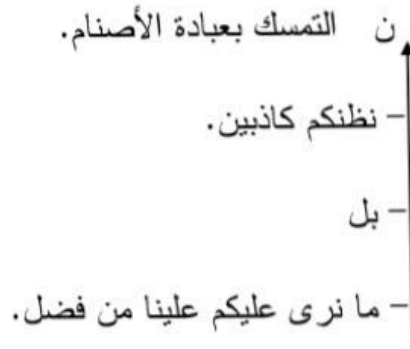 ن التمسك بعبادة الأصنام.
– نظنكم كاذبين.
– بل
– ما نرى عليكم علينا من فضل.